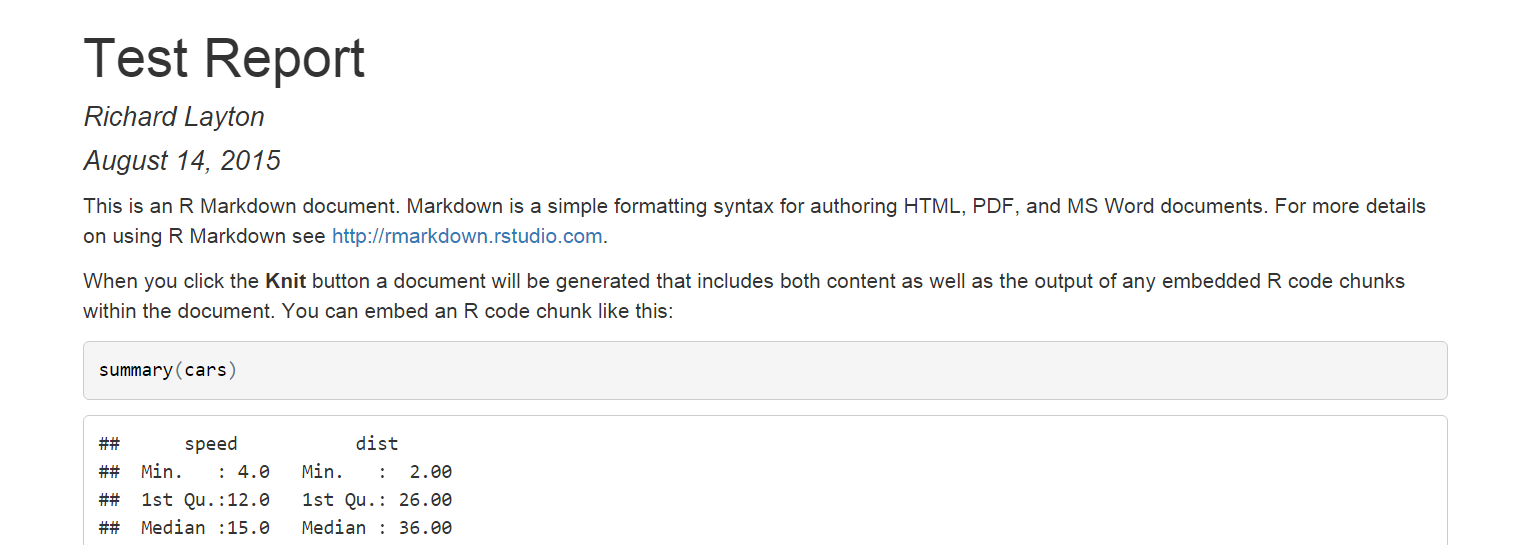 Test Report
Richard Layton
August 14, 2015
This is an R Markdown document. Markdown is a simple formatting syntax for authoring HTML, PDF, and MS Word documents. For more details
on using R Markdown see http://rmarkdown.rstudio.com.
When you click the Knit button a document will be generated that includes both content as well as the output of any embedded R code chunks
within the document. You can embed an R code chunk like this:
summary(cars)
##      speed           dist
##  Min.   : 4.0   Min.   :  2.00
##  1st Qu.:12.0   1st Qu.: 26.00
##  Median :15.0   Median : 36.00